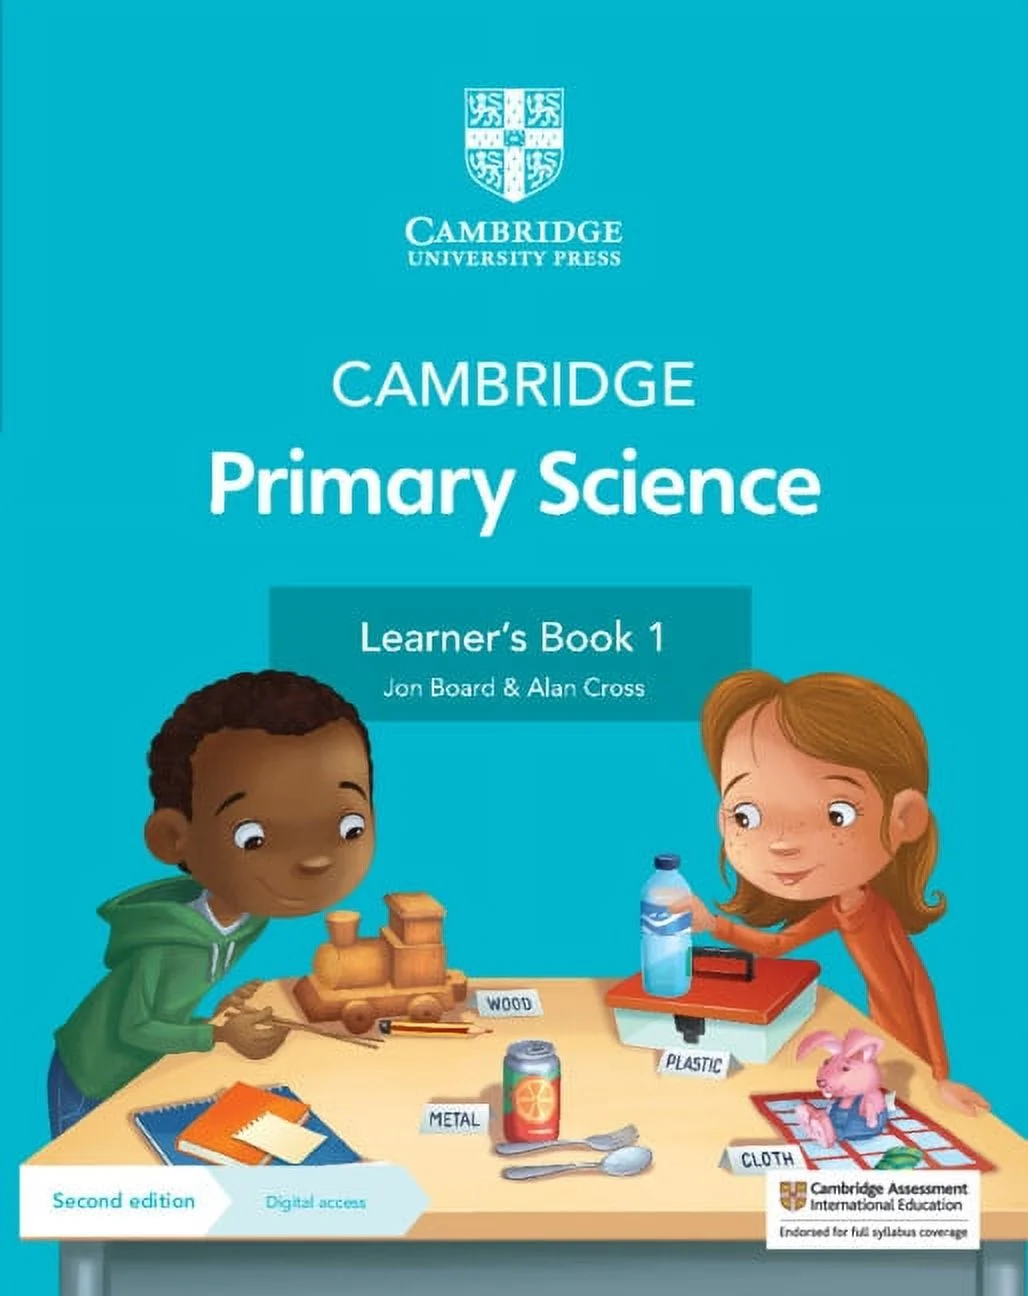 CAMBRIDGE
UNIVERSITY PRESS
CAMBRIDGE
Primary Science
Learner's Book 1
Jon Board & Alan Cross
WOOD
PLASTIC
METAL
CLOTH
Second edition
Digital access
Cambridge Assessment
International Education
Endorsed for full syllabus coverage